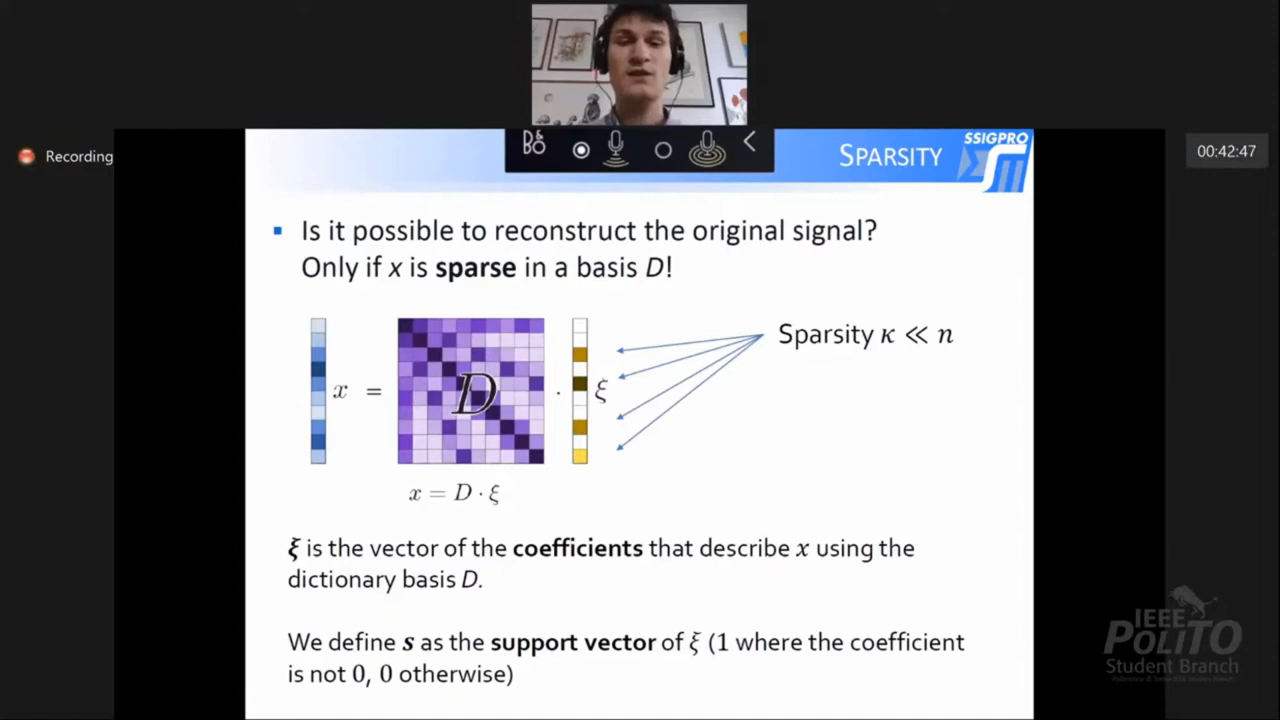 Recording
00:42:47
B&
BO
SPARSITY
SSIGPRO
▪ Is it possible to reconstruct the original signal?
Only if x is sparse in a basis D!
x = D · ξ
Sparsity κ ≪ n
x = D · ξ
ξ is the vector of the coefficients that describe x using the
dictionary basis D.
We define s as the support vector of ξ (1 where the coefficient
is not 0, 0 otherwise)
IEEE
POLITO
Student Branch